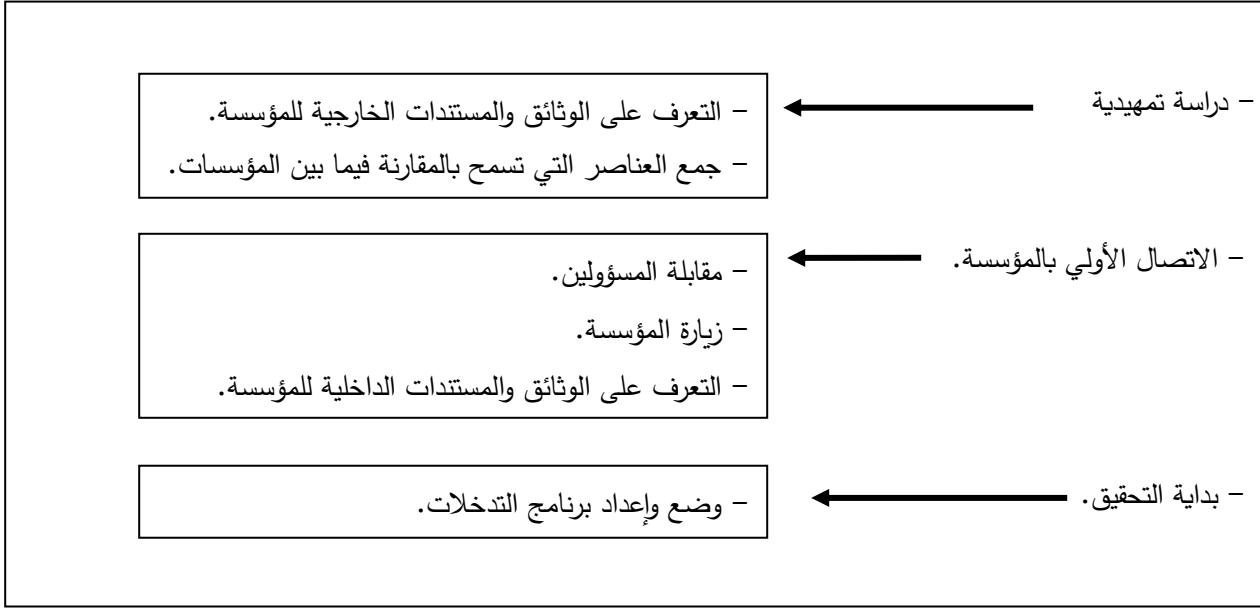 - دراسة تمهيدية
- التعرف على الوثائق والمستندات الخارجية للمؤسسة.
- جمع العناصر التي تسمح بالمقارنة فيما بين المؤسسات.
- الاتصال الأولي بالمؤسسة.
- مقابلة المسؤولين.
- زيارة المؤسسة.
- التعرف على الوثائق والمستندات الداخلية للمؤسسة.
- بداية التحقيق.
- وضع وإعداد برنامج التدخلات.